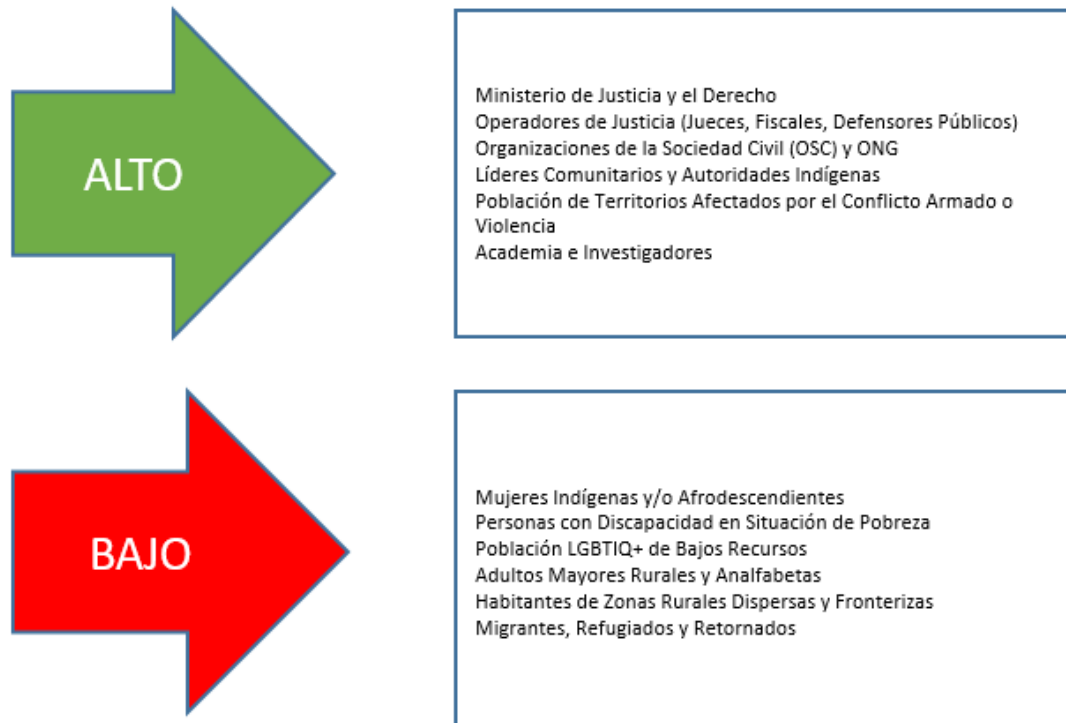 ALTO
Ministerio de Justicia y el Derecho
Operadores de Justicia (Jueces, Fiscales, Defensores Públicos)
Organizaciones de la Sociedad Civil (OSC) y ONG
Líderes Comunitarios y Autoridades Indígenas
Población de Territorios Afectados por el Conflicto Armado o
Violencia
Academia e Investigadores
BAJO
Mujeres Indígenas y/o Afrodescendientes
Personas con Discapacidad en Situación de Pobreza
Población LGBTIQ+ de Bajos Recursos
Adultos Mayores Rurales y Analfabetas
Habitantes de Zonas Rurales Dispersas y Fronterizas
Migrantes, Refugiados y Retornados